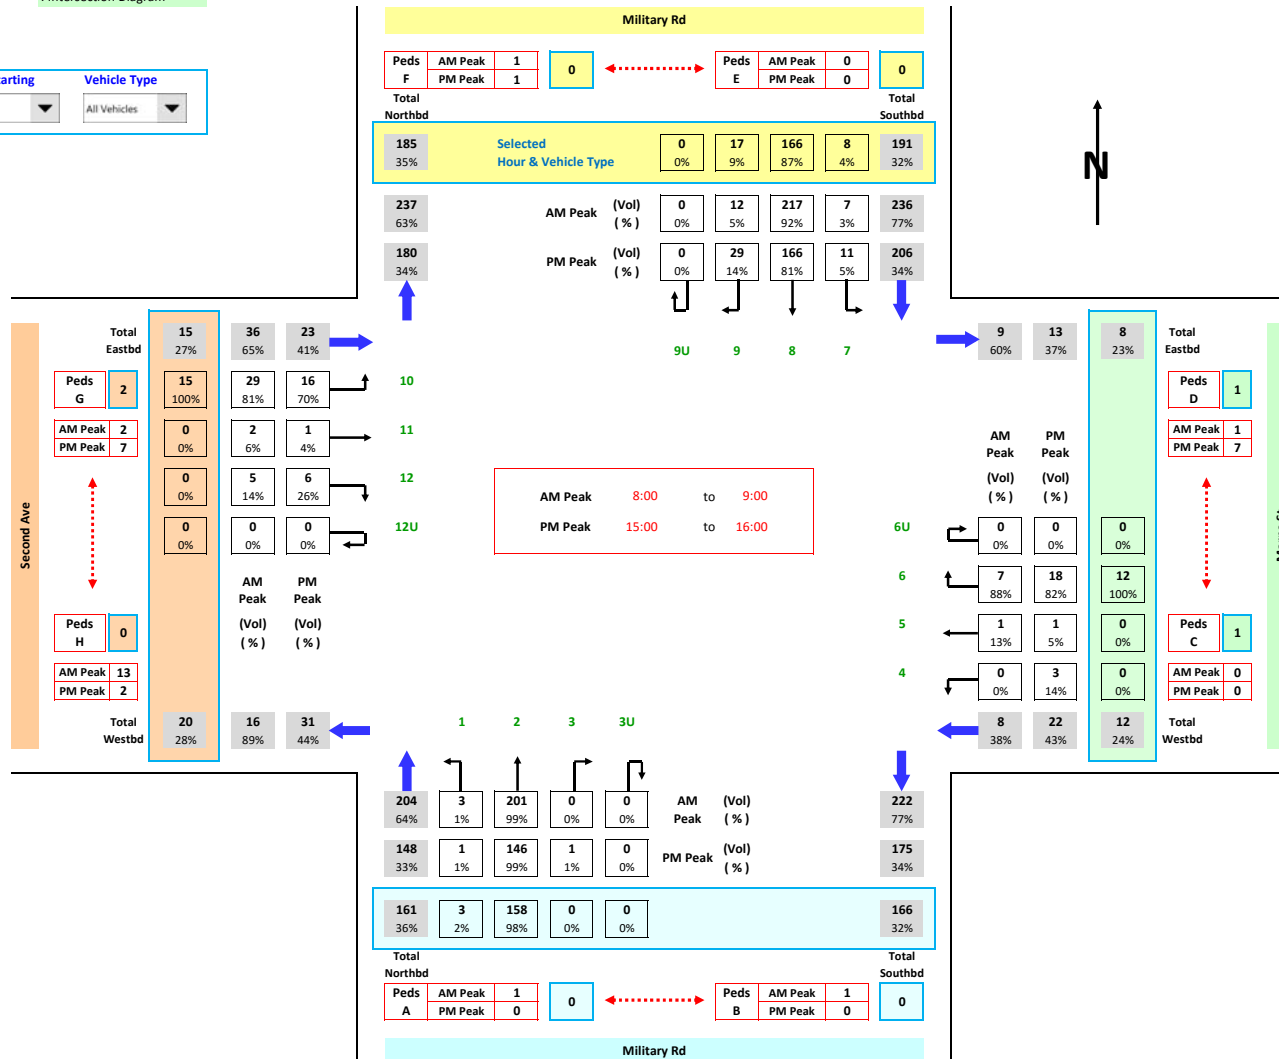 Military Rd
Peds AM Peak 1 0 Peds AM Peak 0 0
F PM Peak 1 E PM Peak 0
arting Vehicle Type
All Vehicles
Total Total
Northbd Southbd
185 Selected 0 17 166 8 191
35% Hour & Vehicle Type 0% 9% 87% 4% 32%
N
237 AM Peak (Vol) 0 12 217 7 236
63% ( % ) 0% 5% 92% 3% 77%
180 PM Peak (Vol) 0 29 166 11 206
34% ( % ) 0% 14% 81% 5% 34%
Total 15 36 23 9 13 8 Total
Eastbd 27% 65% 41% 60% 37% 23% Eastbd
9U 9 8 7
Peds 2 15 29 16 10 Peds 1
G 100% 81% 70% D
AM Peak 2 0 2 1 11 AM Peak 1
PM Peak 7 0% 6% 4% PM Peak 7
AM PM
Peak Peak
0 5 6 12 (Vol) (Vol)
0% 14% 26% ( % ) ( % )
AM Peak 8:00 to 9:00
PM Peak 15:00 to 16:00
Second Ave
0 0 0 12U 6U 0 0 0
0% 0% 0% 0% 0% 0%
AM PM 6 7 18 12
Peak Peak 88% 82% 100%
Peds 0 (Vol) (Vol) 5 1 1 0 Peds 1
H ( % ) ( % ) 13% 5% 0% C
AM Peak 13 4 0 3 0 AM Peak 0
PM Peak 2 0% 14% 0% PM Peak 0
Total 20 16 31 1 2 3 3U 8 22 12 Total
Westbd 28% 89% 44% 38% 43% 24% Westbd
204 3 201 0 0 AM (Vol) 222
64% 1% 99% 0% 0% Peak ( % ) 77%
148 1 146 1 0 PM Peak (Vol) 175
33% 1% 99% 1% 0% ( % ) 34%
161 3 158 0 0 166
36% 2% 98% 0% 0% 32%
Total Total
Northbd Southbd
Peds AM Peak 1 0 Peds AM Peak 1 0
A PM Peak 0 B PM Peak 0
Military Rd